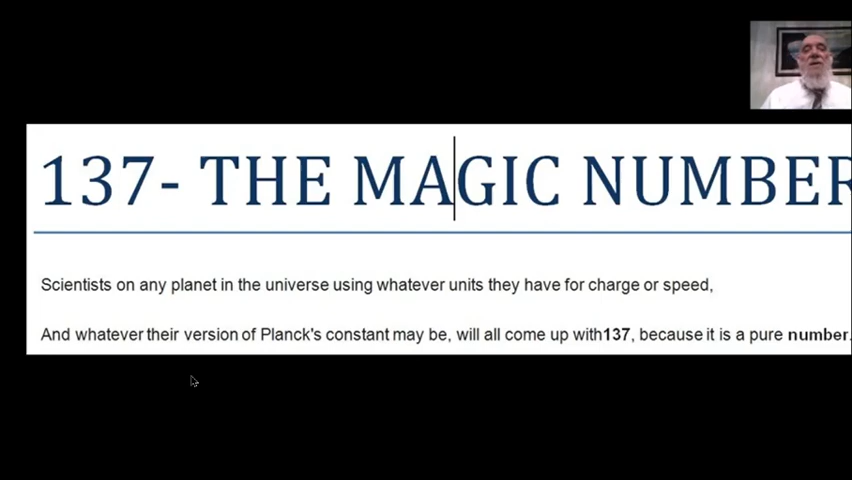 137- THE MAGIC NUMBER
Scientists on any planet in the universe using whatever units they have for charge or speed,
And whatever their version of Planck's constant may be, will all come up with137, because it is a pure number.